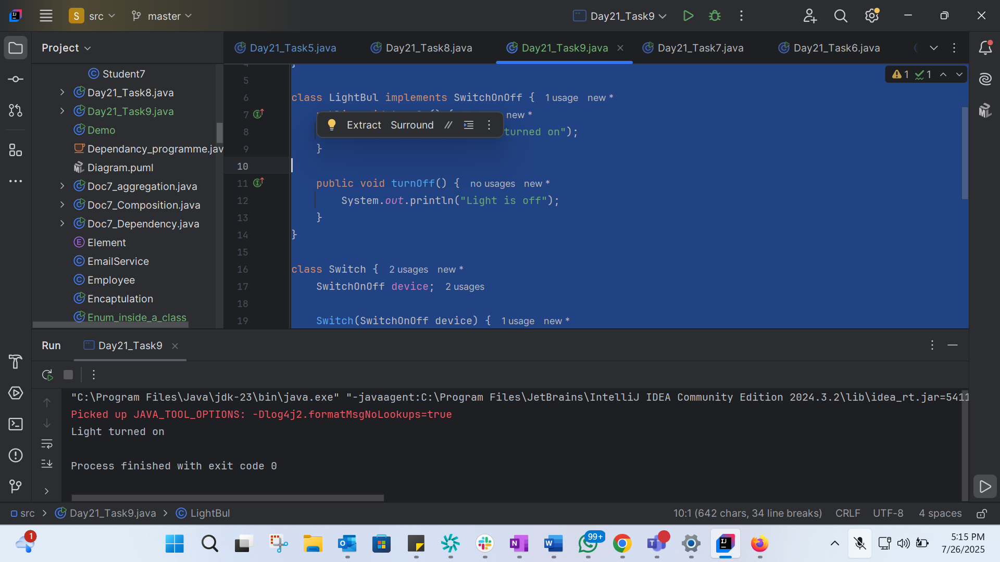 S src master Day21_Task9
Project
Day21_Task5.java Day21_Task8.java Day21_Task9.java Day21_Task7.java Day21_Task6.java
Student7
Day21_Task8.java
Day21_Task9.java
Demo
Dependancy_programme.jav
Diagram.puml
Doc7_aggregation.java
Doc7_Composition.java
Doc7_Dependency.java
Element
EmailService
Employee
Encaptulation
Enum_inside_a_class
1 1
5
6 class LightBul implements SwitchOnOff { 1 usage new *
7 new *
Extract Surround //
8 turned on");
9 }
10
11 public void turnOff() { no usages new *
12 System.out.println("Light is off");
13 }
14 }
15
16 class Switch { 2 usages new *
17 SwitchOnOff device; 2 usages
18
19 Switch(SwitchOnOff device) { 1 usage new *
Run Day21_Task9
"C:\Program Files\Java\jdk-23\bin\java.exe" "-javaagent:C:\Program Files\JetBrains\IntelliJ IDEA Community Edition 2024.3.2\lib\idea_rt.jar=5411
Picked up JAVA_TOOL_OPTIONS: -Dlog4j2.formatMsgNoLookups=true
Light turned on
Process finished with exit code 0
src > Day21_Task9.java > LightBul 10:1 (642 chars, 34 line breaks) CRLF UTF-8 4 spaces
1
99+
5:15 PM
7/26/2025